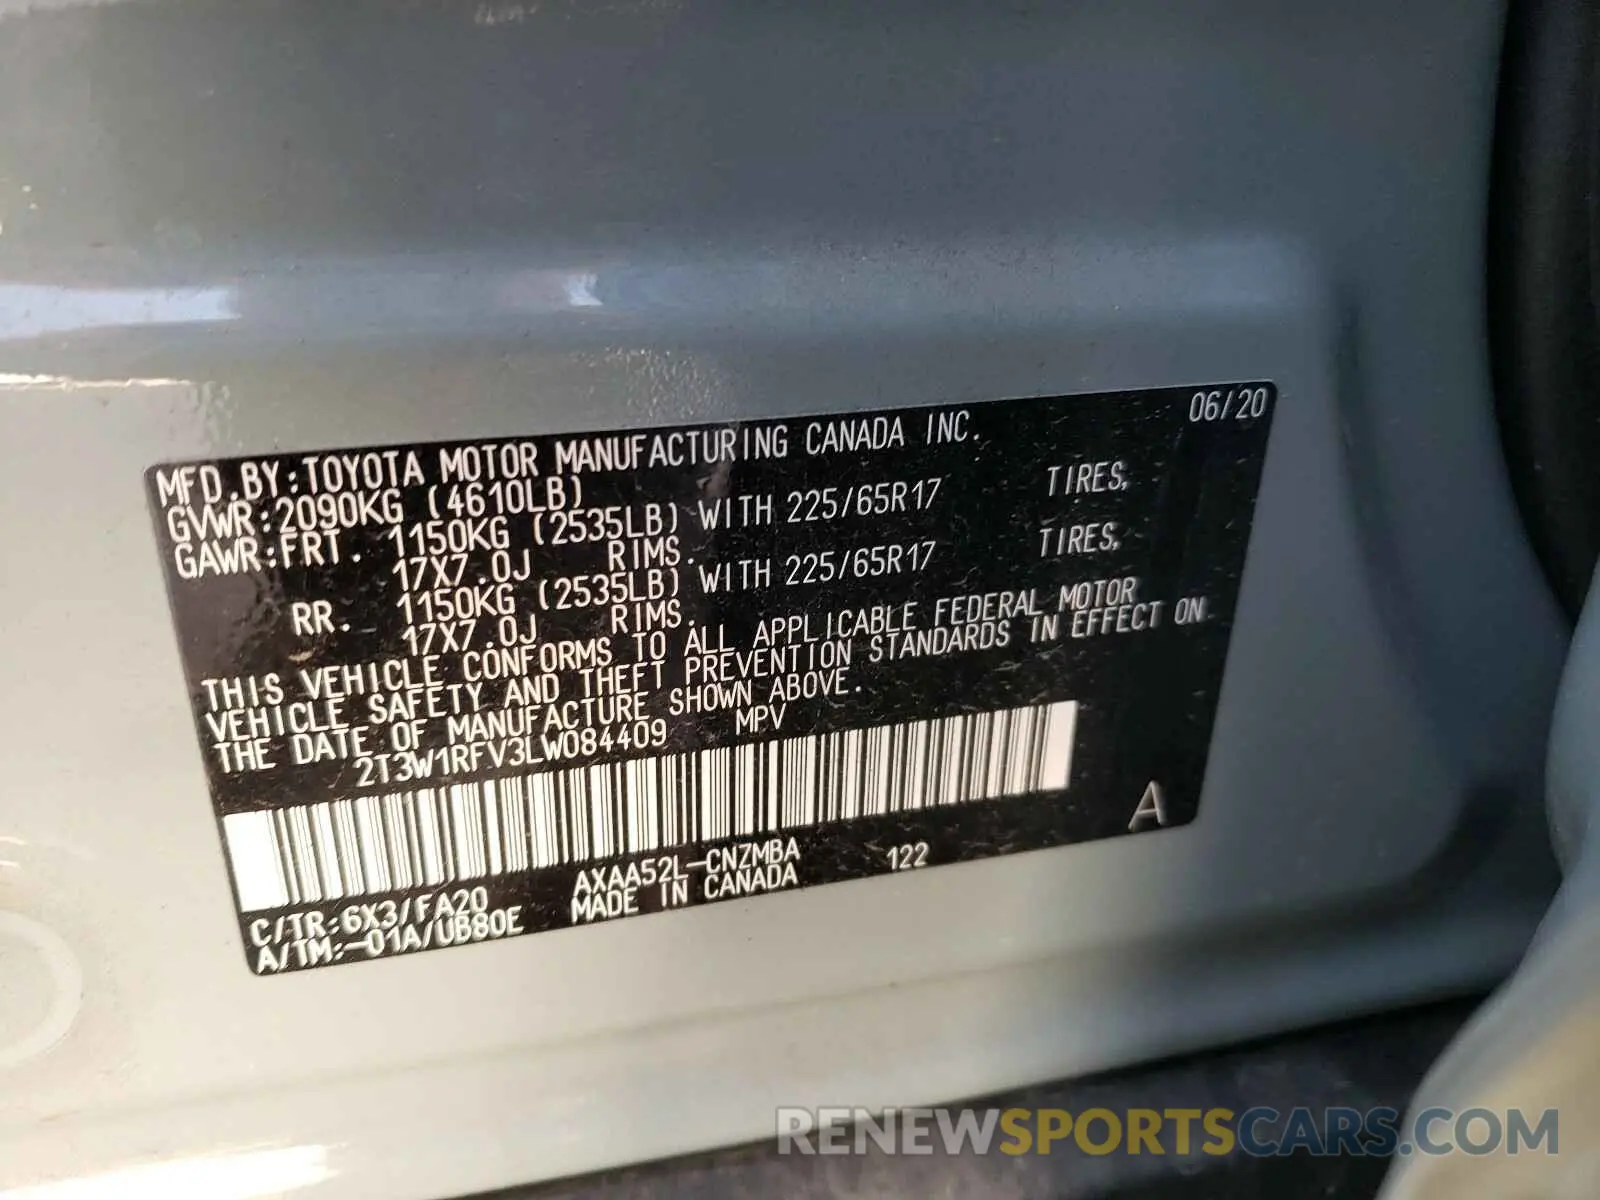 06/20
MFD.BY:TOYOTA MOTOR MANUFACTURING CANADA INC.
GVWR:2090KG (4610LB)
GAWR:FRT. 1150KG (2535LB) WITH 225/65R17 TIRES,
17X7.0J RIMS.
RR. 1150KG (2535LB) WITH 225/65R17 TIRES,
17X7.0J RIMS.
THIS VEHICLE CONFORMS TO ALL APPLICABLE FEDERAL MOTOR
VEHICLE SAFETY AND THEFT PREVENTION STANDARDS IN EFFECT ON
THE DATE OF MANUFACTURE SHOWN ABOVE.
2T3W1RFV3LW084409 MPV
A
C/TR:6X3/FA20 AXAA52L-CNZMBA 122
A/TM:-01A/UB80E MADE IN CANADA
RENEWSPORTSCARS.COM